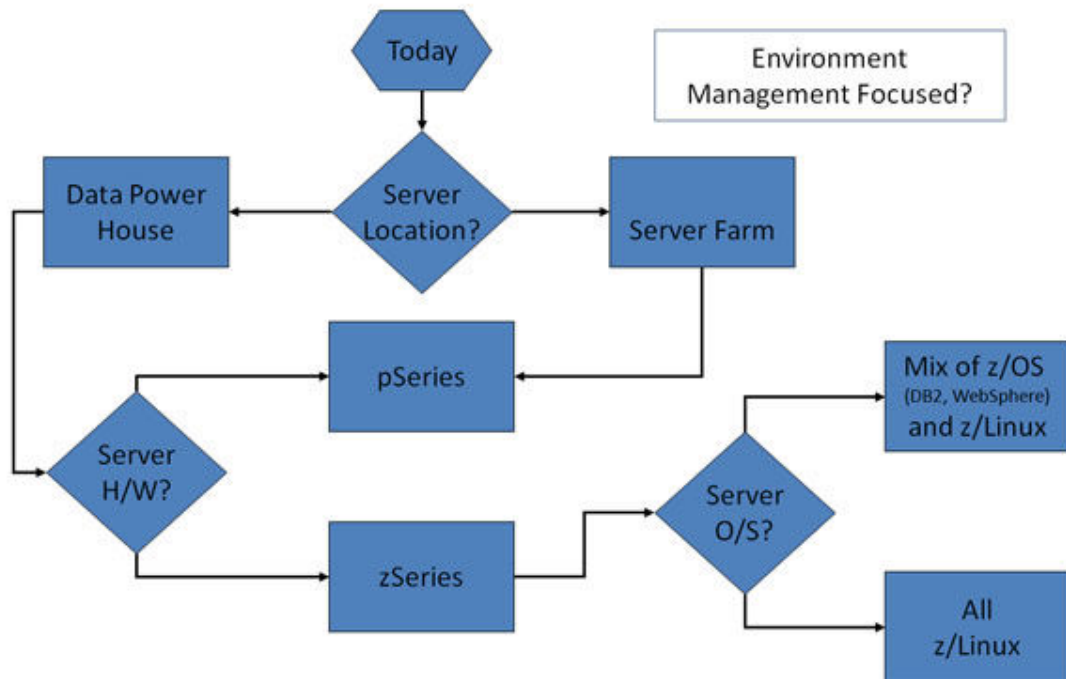 Today
Environment
Management Focused?
Server
Location?
Data Power
House
Server Farm
pSeries
Mix of z/OS
(DB2, WebSphere)
and z/Linux
Server
H/W?
Server
O/S?
zSeries
All
z/Linux